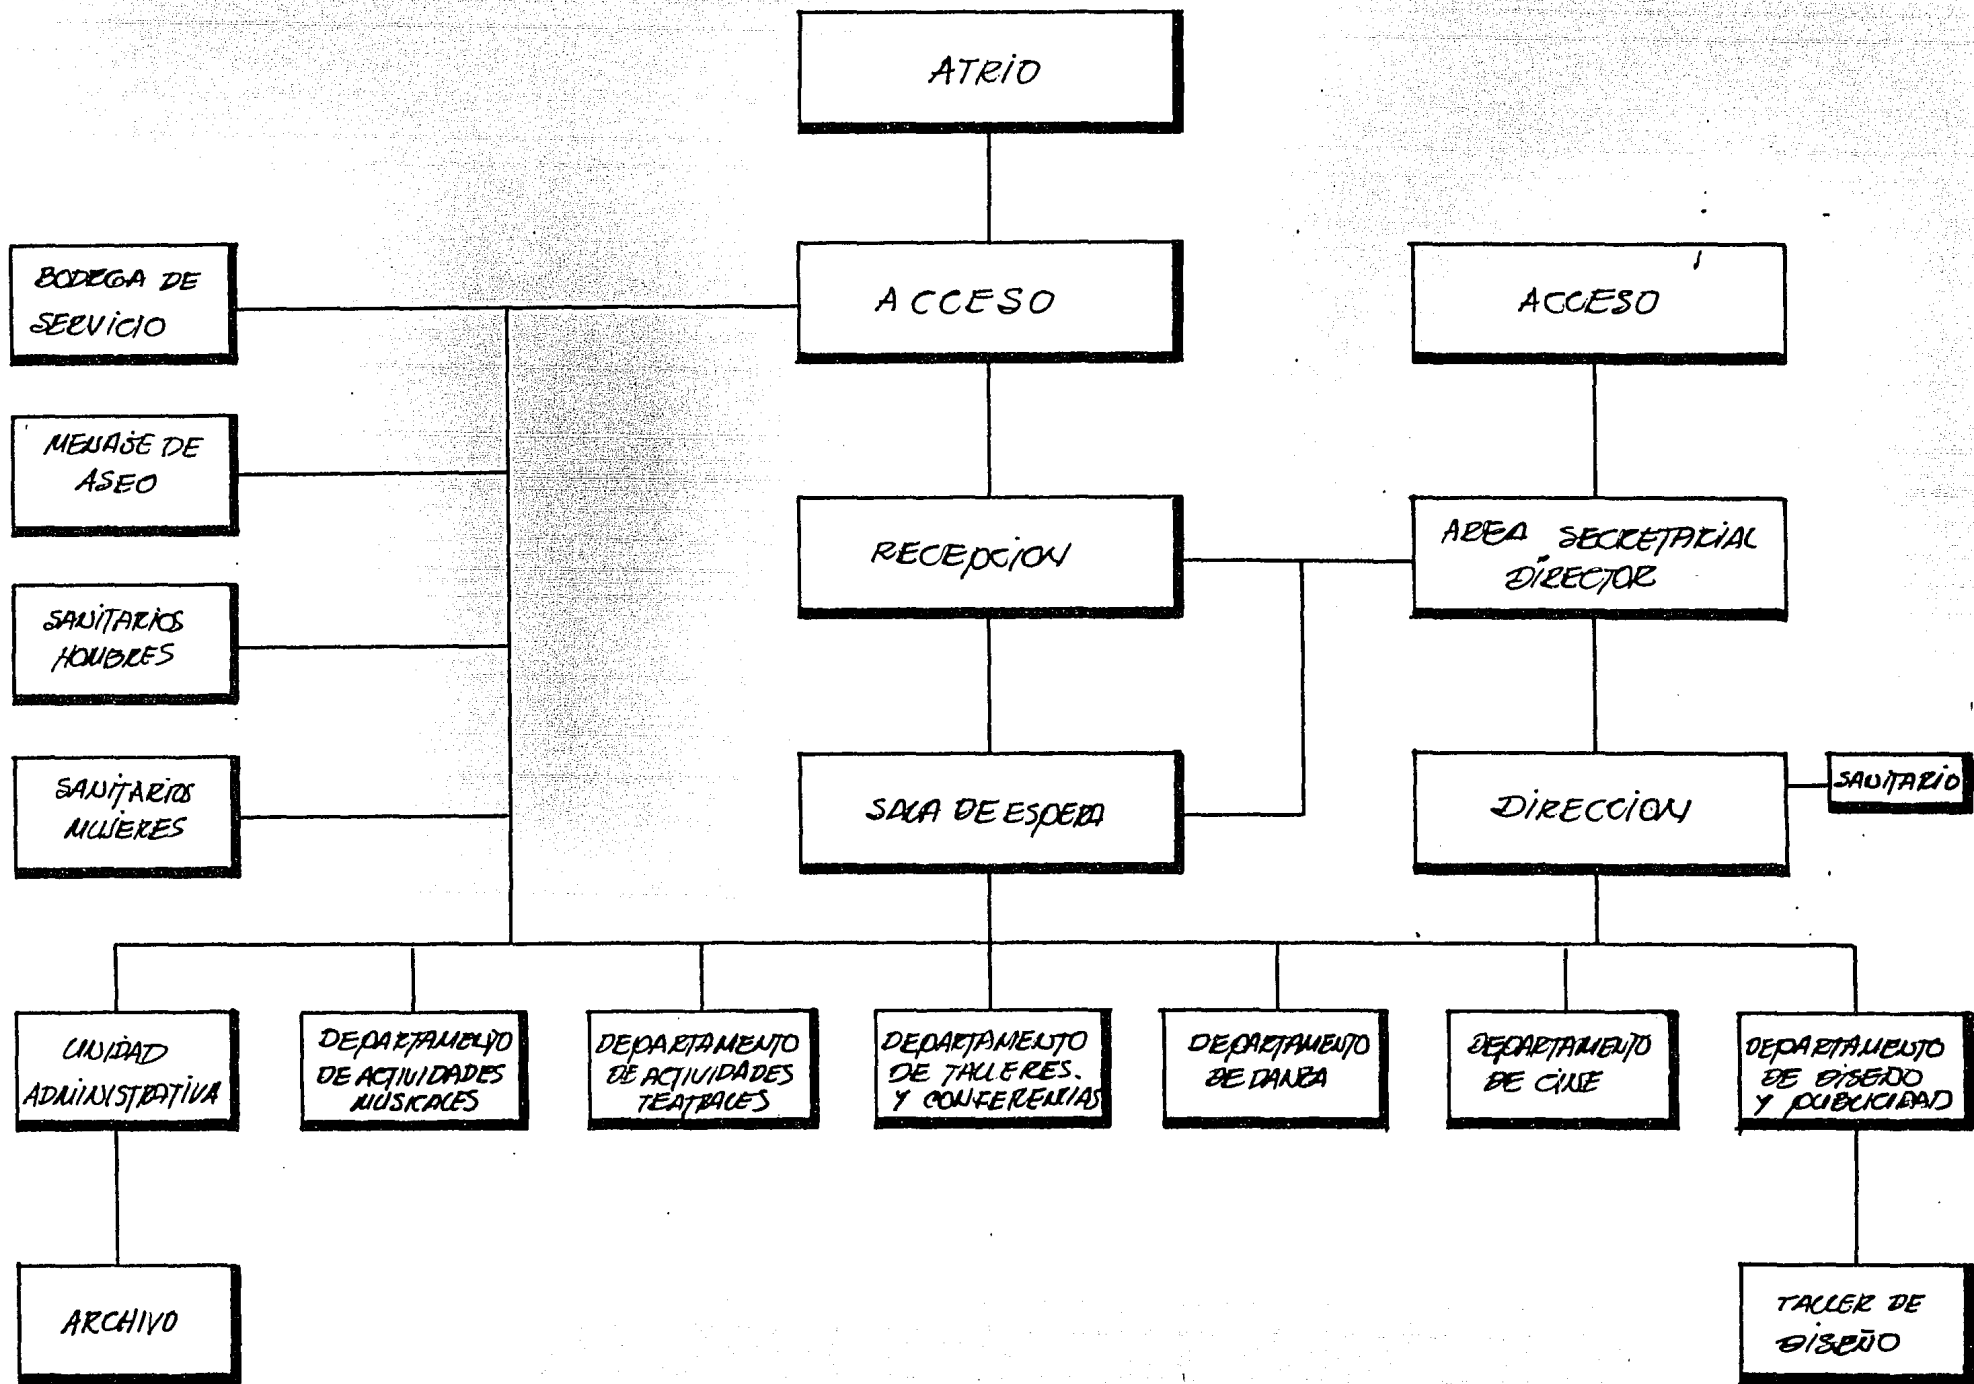 ATRIO
BODEGA DE
SERVICIO
ACCESO
ACCESO
MENAJE DE
ASEO
RECEPCION
AREA SECRETARIAL
DIRECTOR
SANITARIOS
HOMBRES
SANITARIOS
MUJERES
SALA DE ESPERA
DIRECCION
SANITARIO
UNIDAD
ADMINISTRATIVA
DEPARTAMENTO
DE ACTIVIDADES
MUSICALES
DEPARTAMENTO
DE ACTIVIDADES
TEATRALES
DEPARTAMENTO
DE TALLERES.
Y CONFERENCIAS
DEPARTAMENTO
DE DANZA
DEPARTAMENTO
DE CINE
DEPARTAMENTO
DE DISEÑO
Y PUBLICIDAD
ARCHIVO
TALLER DE
DISEÑO